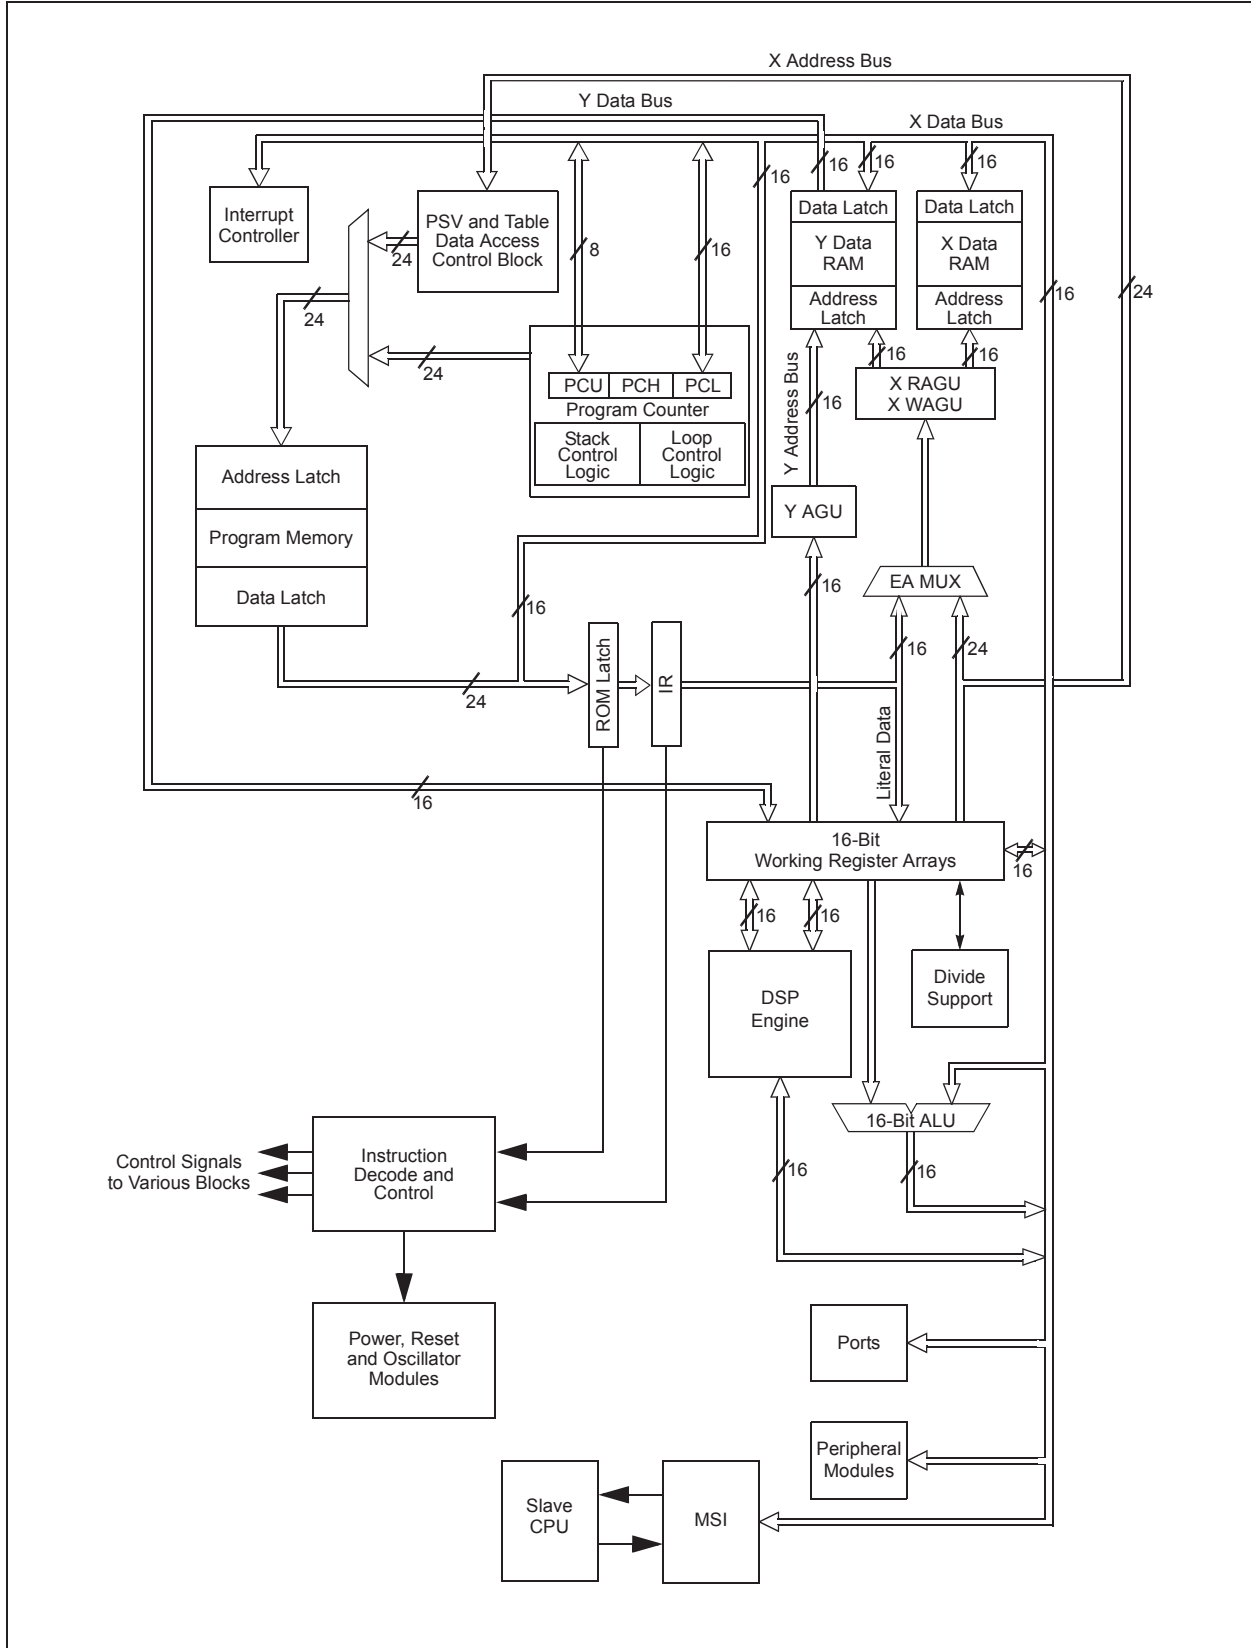 X Address Bus
Y Data Bus
X Data Bus
16
16
16
16
Interrupt
Controller
PSV and Table
Data Access
Control Block
24
8
16
Data Latch
Y Data
RAM
Address
Latch
Data Latch
X Data
RAM
Address
Latch
16
24
24
24
16
16
PCU
PCH
PCL
Program Counter
Stack
Control
Logic
Loop
Control
Logic
Y Address Bus
16
X RAGU
X WAGU
Address Latch
Program Memory
Data Latch
Y AGU
16
EA MUX
16
16
24
24
ROM Latch
IR
Literal Data
16
16-Bit
Working Register Arrays
16
16
16
DSP
Engine
Divide
Support
16-Bit ALU
16
16
Control Signals
to Various Blocks
Instruction
Decode and
Control
Power, Reset
and Oscillator
Modules
Ports
Peripheral
Modules
Slave
CPU
MSI